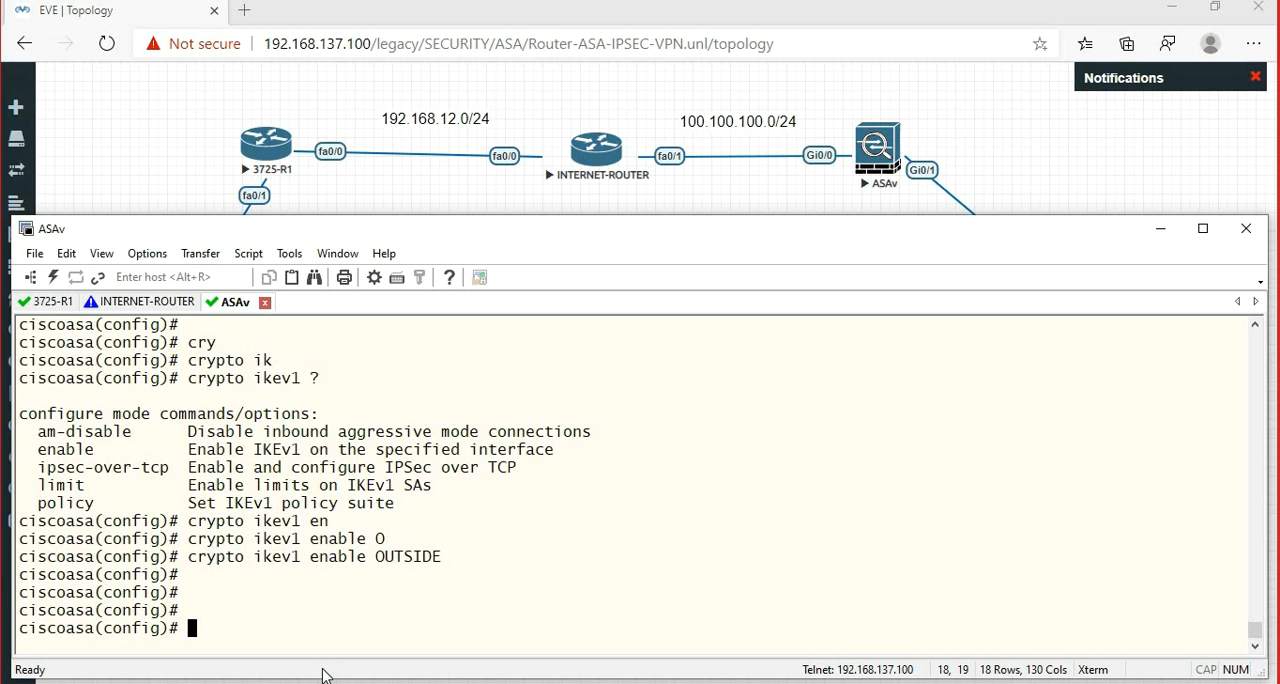 EVE | Topology
Not secure | 192.168.137.100/legacy/SECURITY/ASA/Router-ASA-IPSEC-VPN.unl/topology
Notifications
192.168.12.0/24
100.100.100.0/24
fa0/0
fa0/0
fa0/1
Gi0/0
Gi0/1
3725-R1
INTERNET-ROUTER
ASAv
fa0/1
ASAv
File Edit View Options Transfer Script Tools Window Help
Enter host <Alt+R>
3725-R1 INTERNET-ROUTER ASAv
ciscoasa(config)#
ciscoasa(config)# cry
ciscoasa(config)# crypto ik
ciscoasa(config)# crypto ikev1 ?
configure mode commands/options:
am-disable Disable inbound aggressive mode connections
enable Enable IKEv1 on the specified interface
ipsec-over-tcp Enable and configure IPSec over TCP
limit Enable limits on IKEv1 SAs
policy Set IKEv1 policy suite
ciscoasa(config)# crypto ikev1 en
ciscoasa(config)# crypto ikev1 enable O
ciscoasa(config)# crypto ikev1 enable OUTSIDE
ciscoasa(config)#
ciscoasa(config)#
ciscoasa(config)#
ciscoasa(config)#
Ready Telnet: 192.168.137.100 18, 19 18 Rows, 130 Cols Xterm CAP NUM